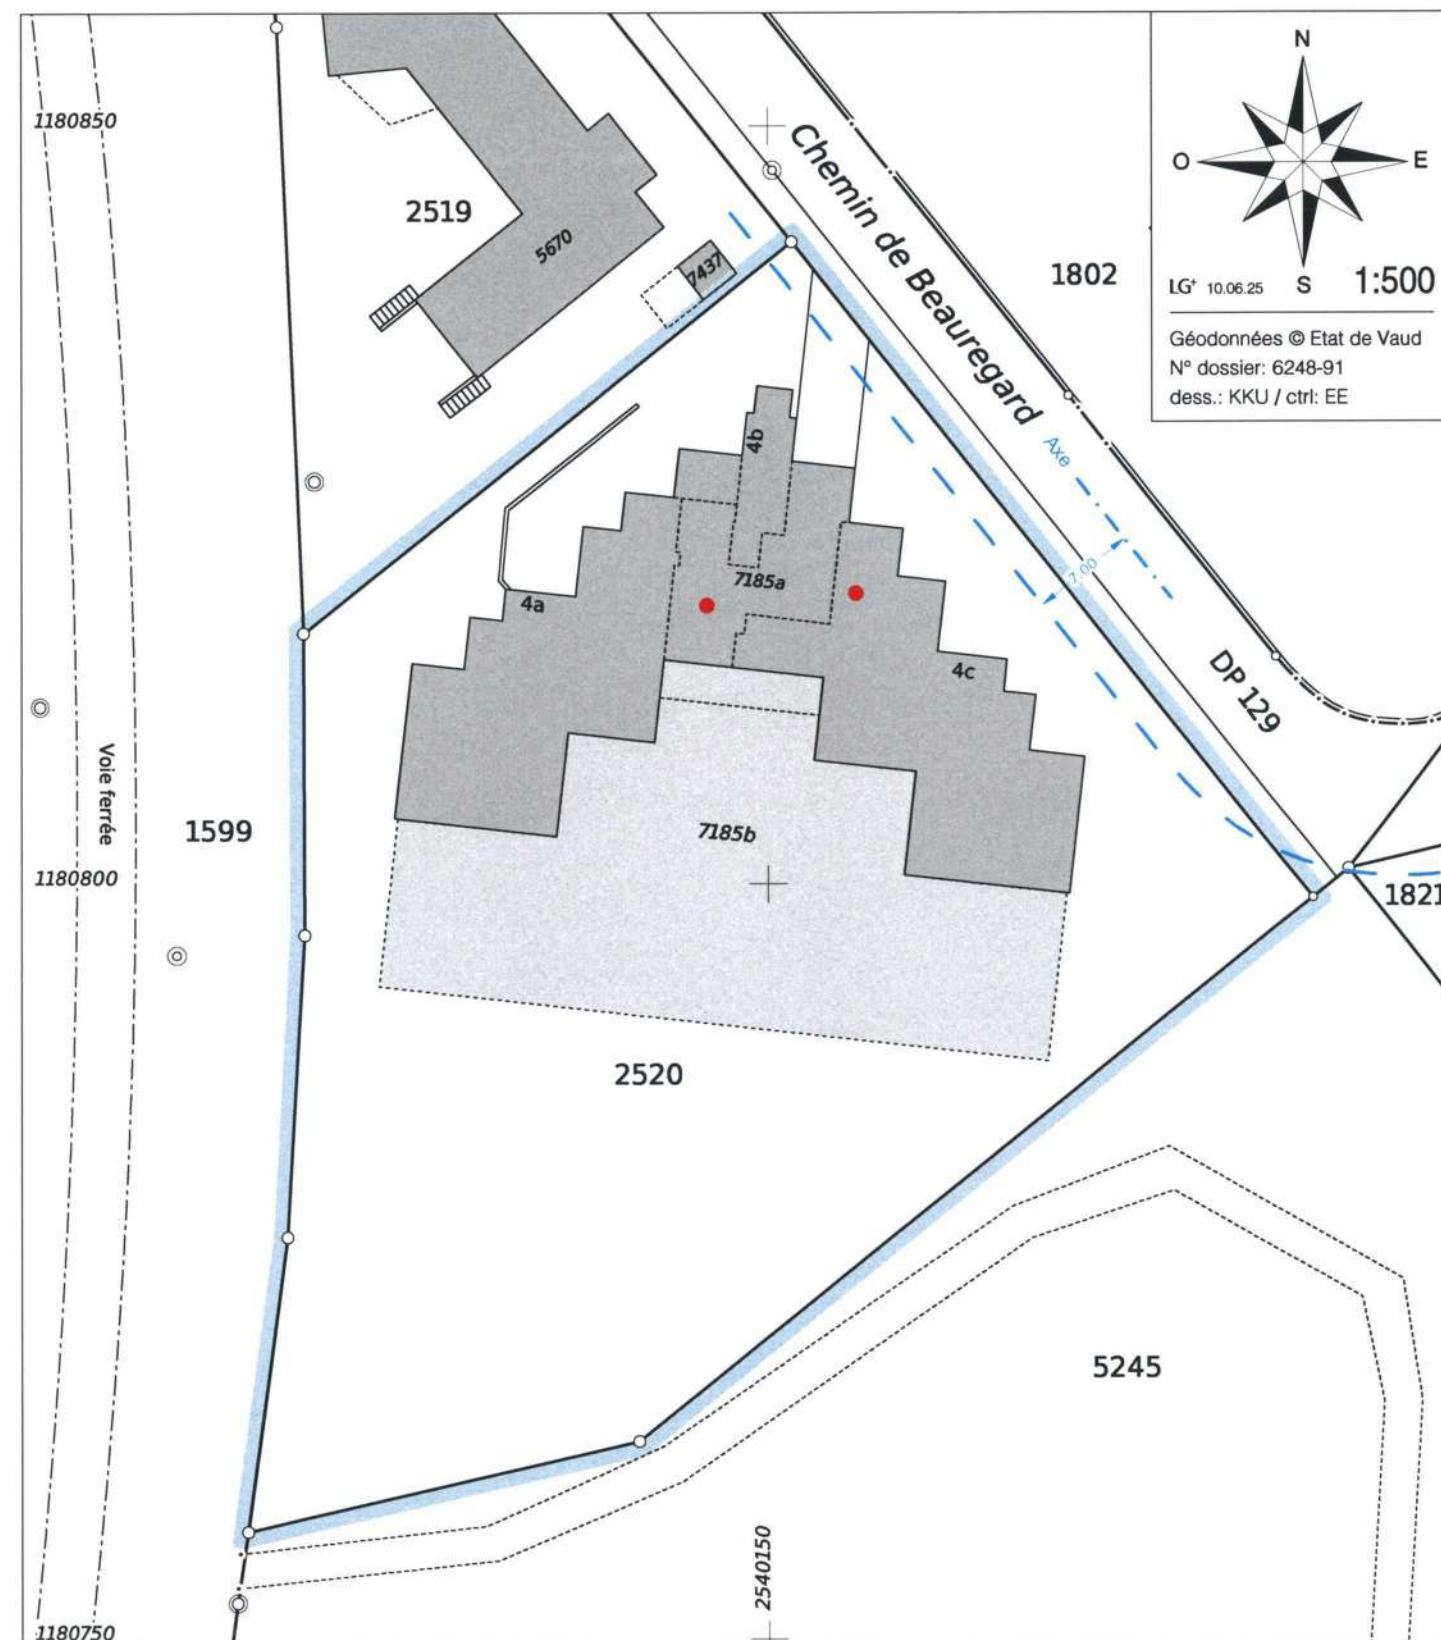 N
O
E
S
LG+ 10.06.25
1:500
Géodonnées © Etat de Vaud
N° dossier: 6248-91
dess.: KKU / ctrl: EE
1180850
2519
5670
7437
Chemin de Beauregard
1802
4b
Axe
7.00
7185a
4a
4c
DP 129
Voie ferrée
1599
7185b
1180800
1821
2520
5245
2540150
1180750